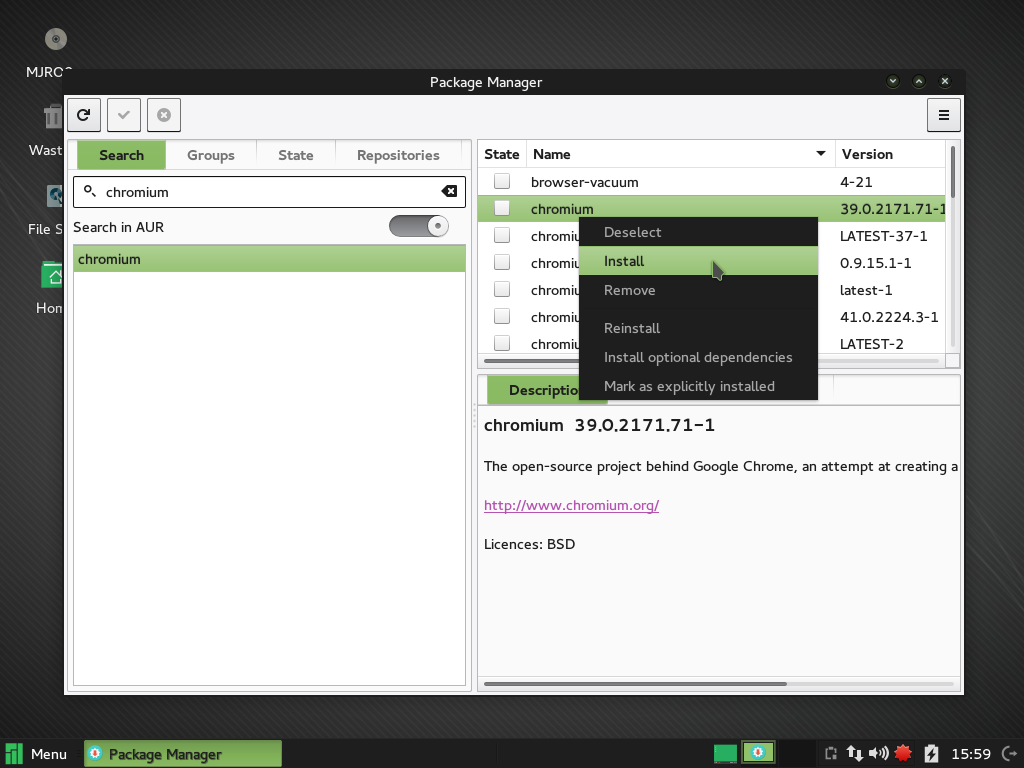 MJRO
Package Manager
Wast
File S
Hom
Search Groups State Repositories
chromium
Search in AUR
chromium
State Name Version
browser-vacuum 4-21
chromium 39.0.2171.71-1
chromiu LATEST-37-1
chromiu 0.9.15.1-1
chromiu latest-1
chromiu 41.0.2224.3-1
chromiu LATEST-2
Deselect
Install
Remove
Reinstall
Install optional dependencies
Mark as explicitly installed
Descriptio
chromium 39.0.2171.71-1
The open-source project behind Google Chrome, an attempt at creating a
http://www.chromium.org/
Licences: BSD
Menu Package Manager 15:59